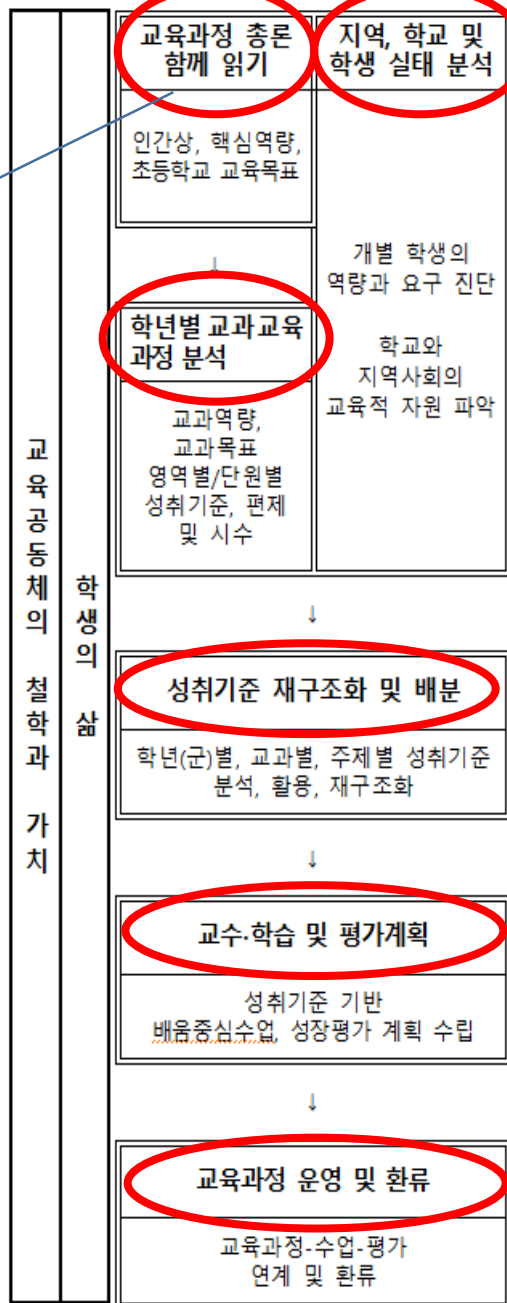 교육공동체의 철학과 가치
학생의 삶
교육과정 총론
함께 읽기
인간상, 핵심역량,
초등학교 교육목표
↓
학년별 교과교육
과정 분석
교과역량,
교과목표
영역별/단원별
성취기준, 편제
및 시수
지역, 학교 및
학생 실태 분석
개별 학생의
역량과 요구 진단
학교와
지역사회의
교육적 자원 파악
↓
성취기준 재구조화 및 배분
학년(군)별, 교과별, 주제별 성취기준
분석, 활용, 재구조화
↓
교수·학습 및 평가계획
성취기준 기반
배움중심수업, 성장평가 계획 수립
↓
교육과정 운영 및 환류
교육과정-수업-평가
연계 및 환류